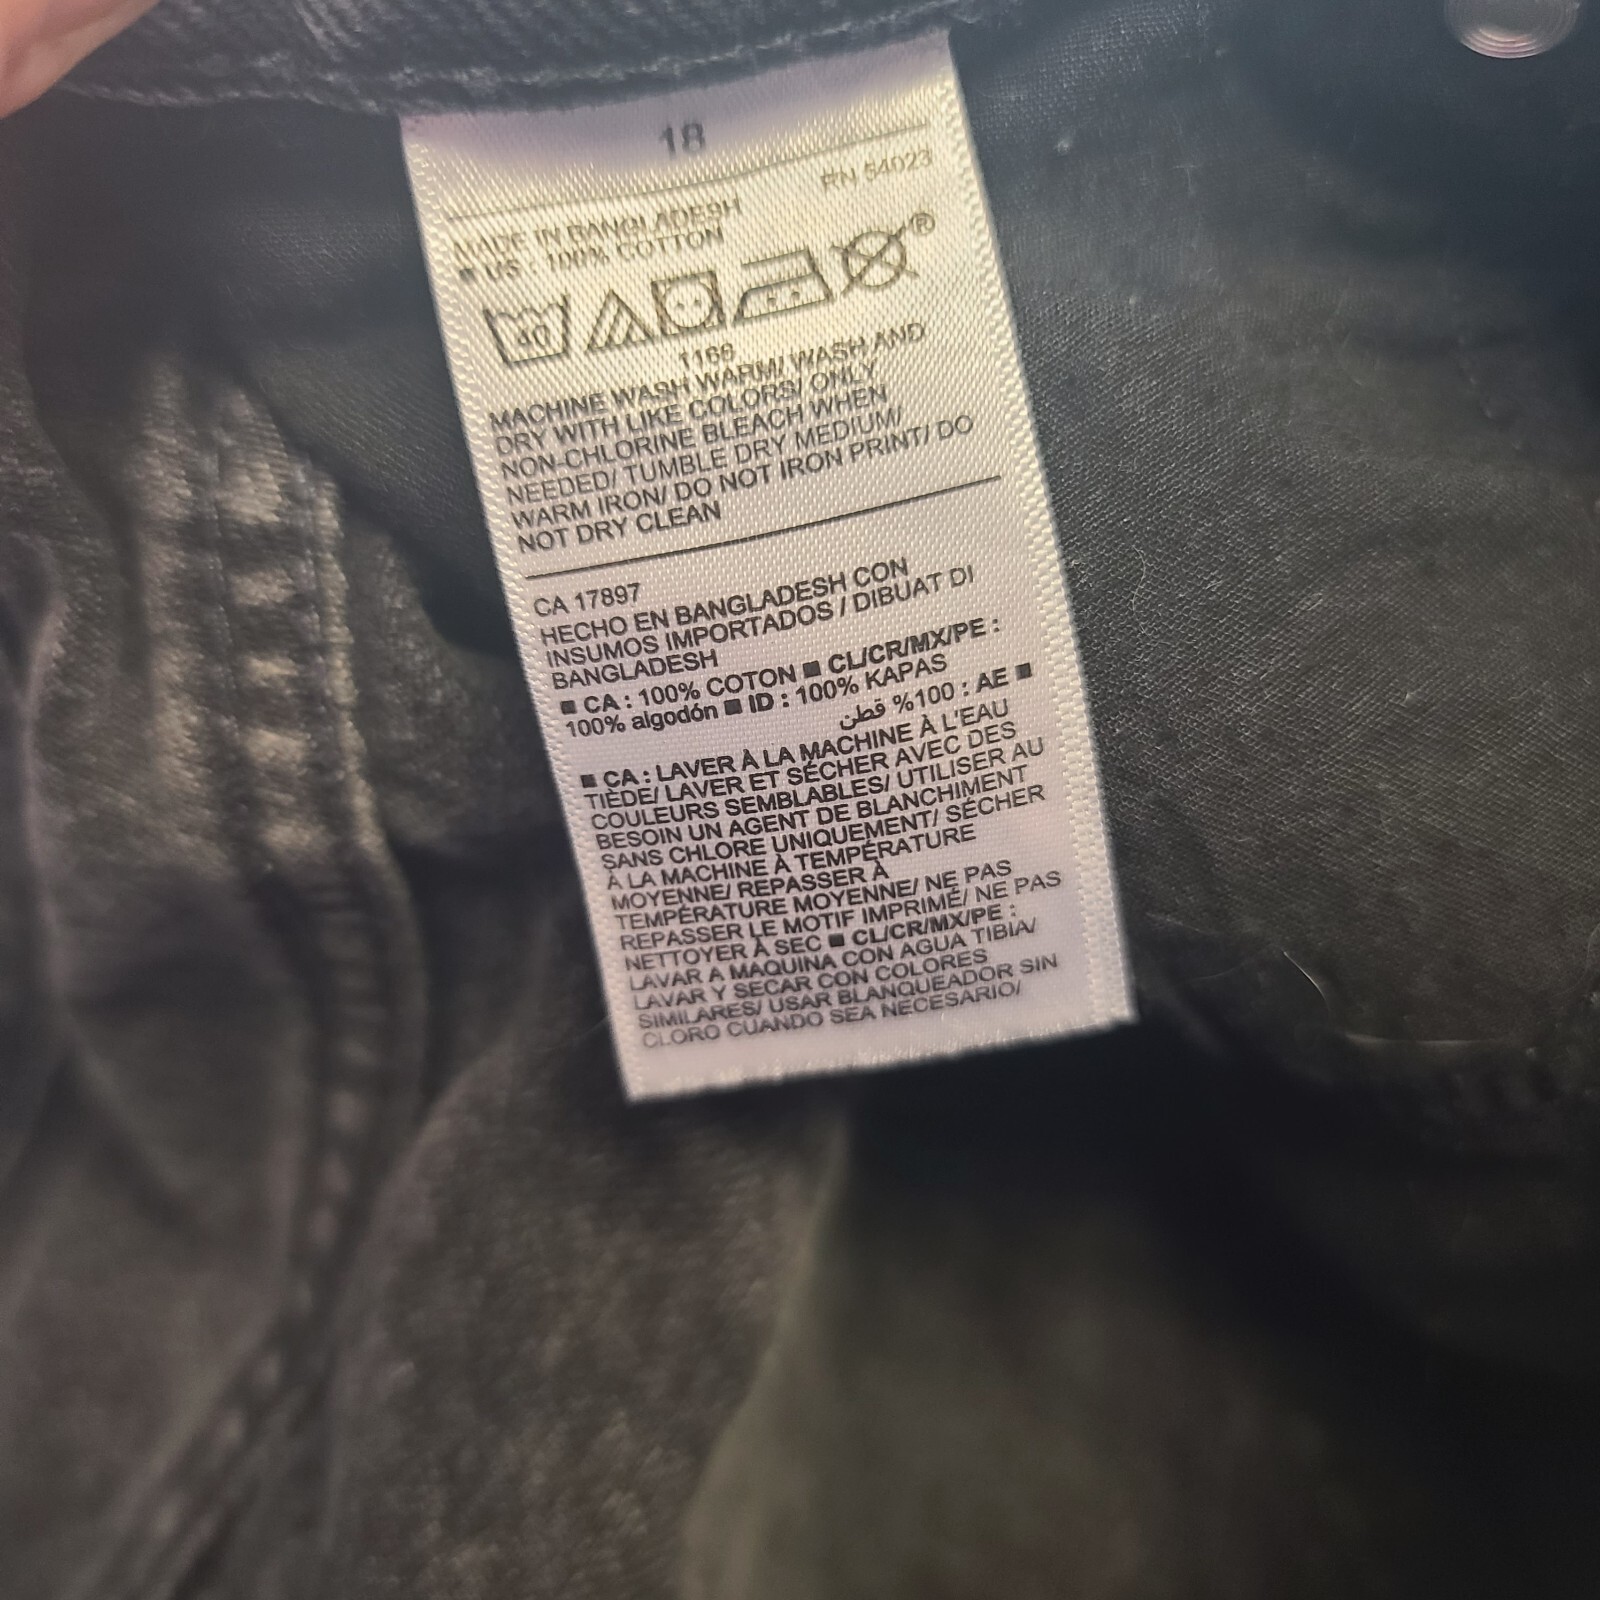 18
RN 54023
MADE IN BANGLADESH
■ US : 100% COTTON
40
®
1166
MACHINE WASH WARM/ WASH AND
DRY WITH LIKE COLORS/ ONLY
NON-CHLORINE BLEACH WHEN
NEEDED/ TUMBLE DRY MEDIUM/
WARM IRON/ DO NOT IRON PRINT/ DO
NOT DRY CLEAN
CA 17897
HECHO EN BANGLADESH CON
INSUMOS IMPORTADOS / DIBUAT DI
BANGLADESH
■ CA : 100% COTON ■ CL/CR/MX/PE :
100% algodón ■ ID : 100% KAPAS
■ AE : 100% قطن
■ CA : LAVER À LA MACHINE À L'EAU
TIÈDE/ LAVER ET SÉCHER AVEC DES
COULEURS SEMBLABLES/ UTILISER AU
BESOIN UN AGENT DE BLANCHIMENT
SANS CHLORE UNIQUEMENT/ SÉCHER
À LA MACHINE À TEMPÉRATURE
MOYENNE/ REPASSER À
TEMPÉRATURE MOYENNE/ NE PAS
REPASSER LE MOTIF IMPRIMÉ/ NE PAS
NETTOYER À SEC ■ CL/CR/MX/PE :
LAVAR A MAQUINA CON AGUA TIBIA/
LAVAR Y SECAR CON COLORES
SIMILARES/ USAR BLANQUEADOR SIN
CLORO CUANDO SEA NECESARIO/